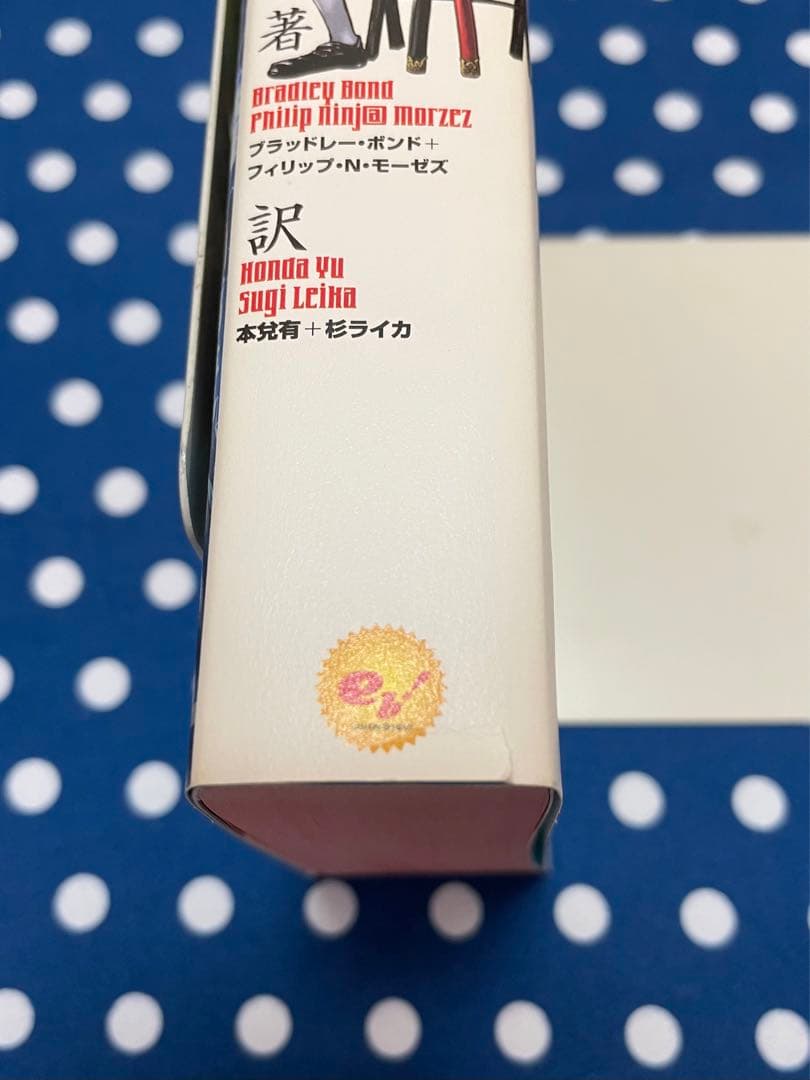 著
Bradley Bond
Philip Ninj@ Morzez
ブラッドレー・ボンド＋
フィリップ・N・モーゼズ
訳
Honda Yu
Sugi Leika
本兌有＋杉ライカ
eb!